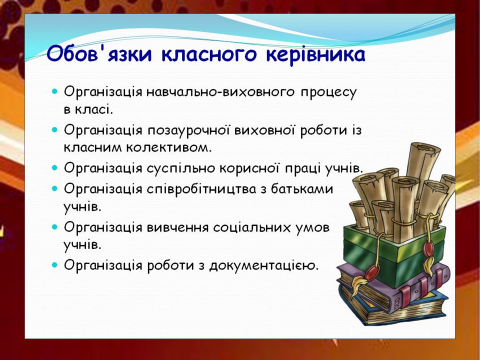 Обов'язки класного керівника
Організація навчально-виховного процесу
в класі.
Організація позаурочної виховної роботи із
класним колективом.
Організація суспільно корисної праці учнів.
Організація співробітництва з батьками
учнів.
Організація вивчення соціальних умов
учнів.
Організація роботи з документацією.